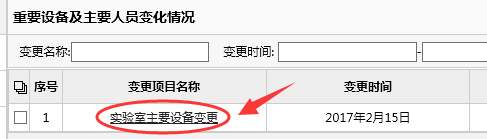 重要设备及主要人员变化情况
变更名称: 变更时间: -
序号 变更项目名称 变更时间
1 实验室主要设备变更 2017年2月15日